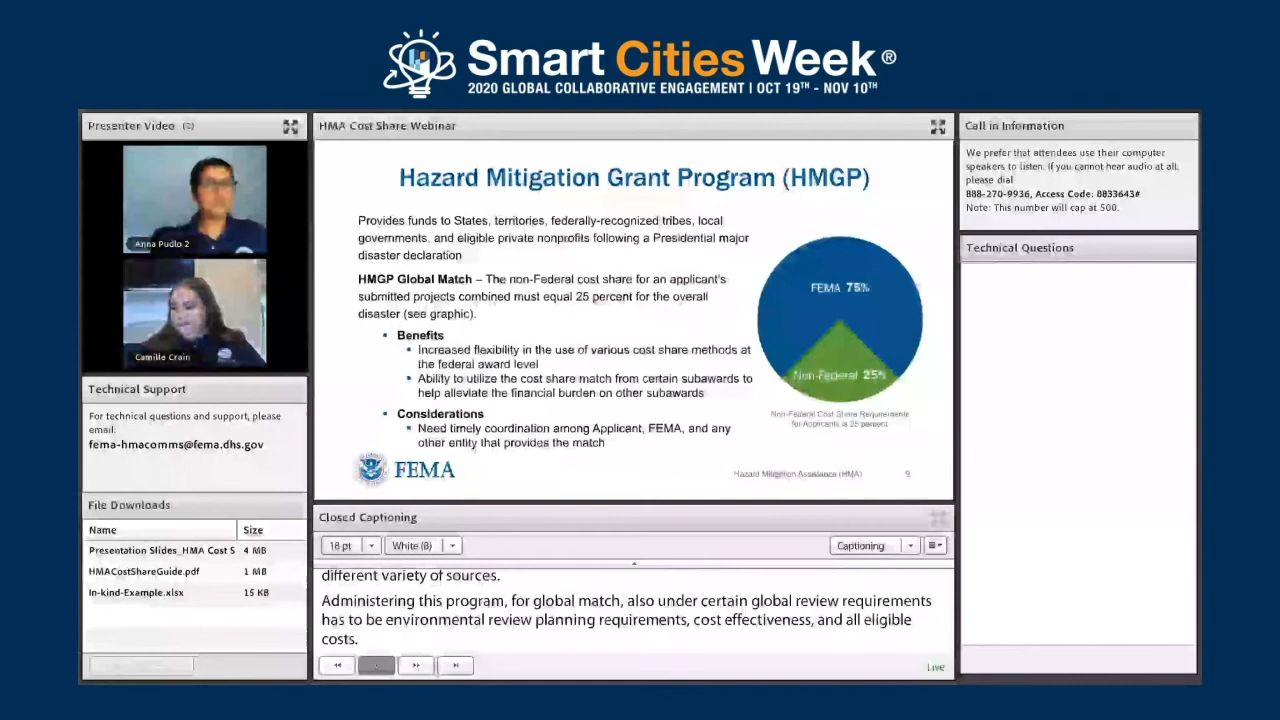 Smart Cities Week®
2020 GLOBAL COLLABORATIVE ENGAGEMENT | OCT 19TH - NOV 10TH
Presenter Video (2)
Anna Pudlo 2
Camille Crain
Technical Support
For technical questions and support, please
email:
fema-hmacomms@fema.dhs.gov
File Downloads
Name Size
Presentation Slides_HMA Cost S 4 MB
HMACostShareGuide.pdf 1 MB
In-kind-Example.xlsx 15 KB
HMA Cost Share Webinar
Hazard Mitigation Grant Program (HMGP)
Provides funds to States, territories, federally-recognized tribes, local
governments, and eligible private nonprofits following a Presidential major
disaster declaration
HMGP Global Match – The non-Federal cost share for an applicant's
submitted projects combined must equal 25 percent for the overall
disaster (see graphic).
• Benefits
• Increased flexibility in the use of various cost share methods at
the federal award level
• Ability to utilize the cost share match from certain subawards to
help alleviate the financial burden on other subawards
• Considerations
• Need timely coordination among Applicant, FEMA, and any
other entity that provides the match
FEMA 75%
Non-Federal 25%
Non-Federal Cost Share Requirements
for Applicants is 25 percent
FEMA
Hazard Mitigation Assistance (HMA) 9
Closed Captioning
18 pt White (8) Captioning
different variety of sources.
Administering this program, for global match, also under certain global review requirements
has to be environmental review planning requirements, cost effectiveness, and all eligible
costs.
Live
Call in Information
We prefer that attendees use their computer
speakers to listen. If you cannot hear audio at all,
please dial
888-270-9936, Access Code: 8833643#
Note: This number will cap at 500.
Technical Questions